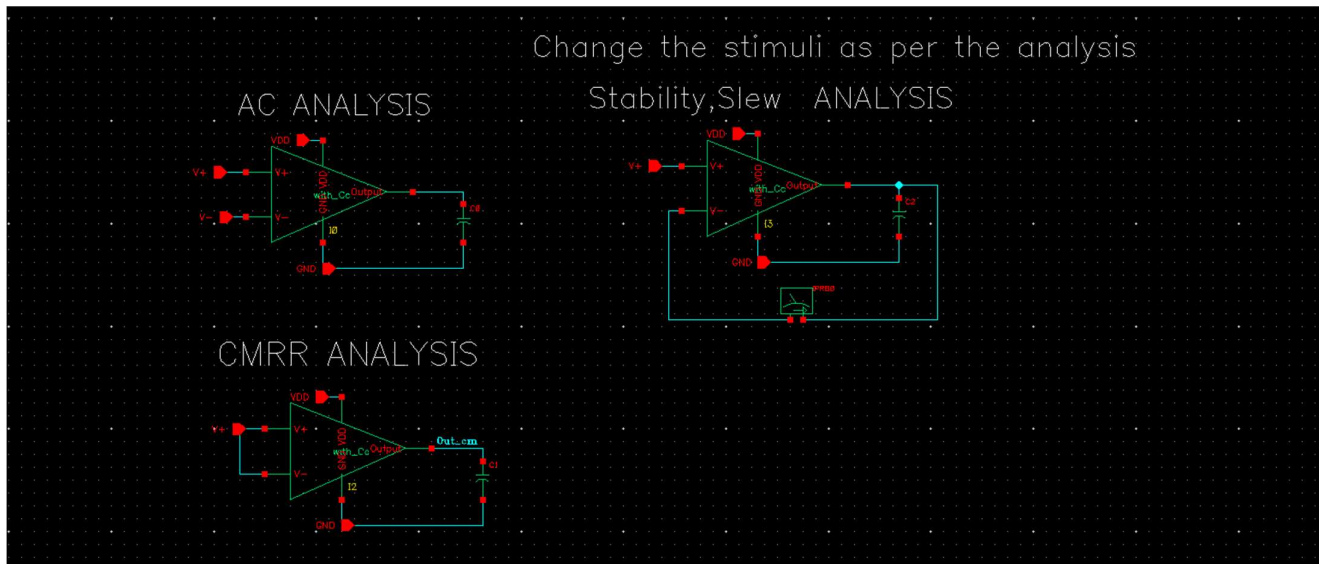 Change the stimuli as per the analysis
AC ANALYSIS
Stability,Slew ANALYSIS
VDD
V+
V-
V+
V-
GND VDD
with_Cc
Output
I0
C0
GND
VDD
V+
V+
V-
GND VDD
with_Cc
Output
I3
C2
GND
CMRR ANALYSIS
VDD
V+
V+
V-
GND VDD
with_Cc
Output
Out_cm
I2
C1
GND